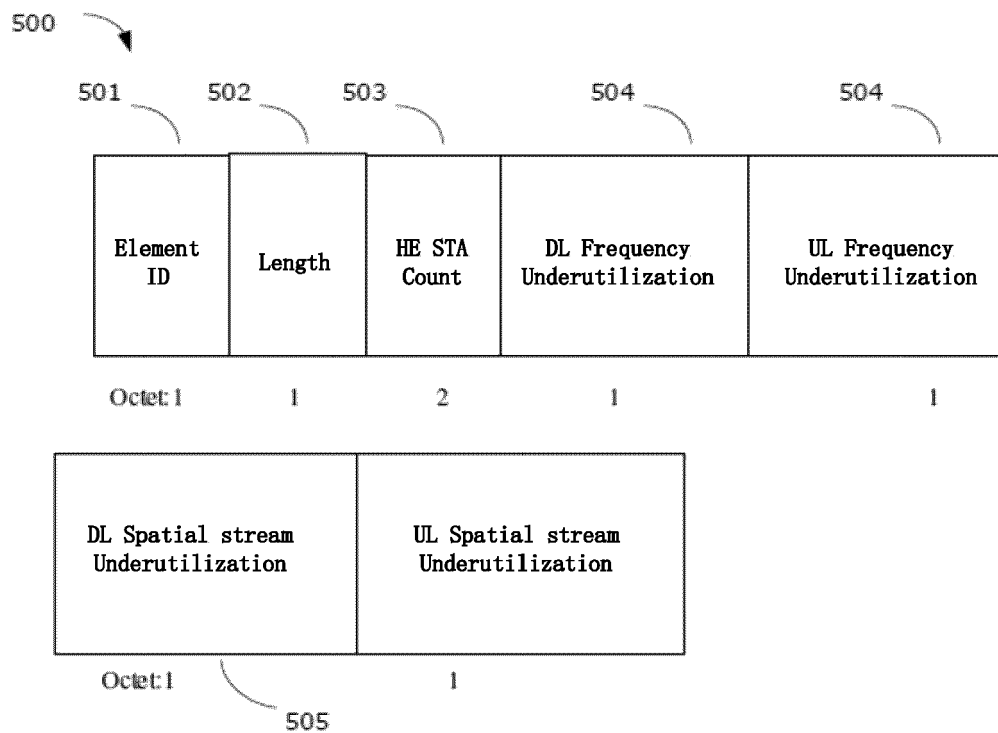 500
501 502 503 504 504
Element ID
Length
HE STA Count
DL Frequency Underutilization
UL Frequency Underutilization
Octet:1 1 2 1 1
DL Spatial stream Underutilization
UL Spatial stream Underutilization
Octet:1 1
505